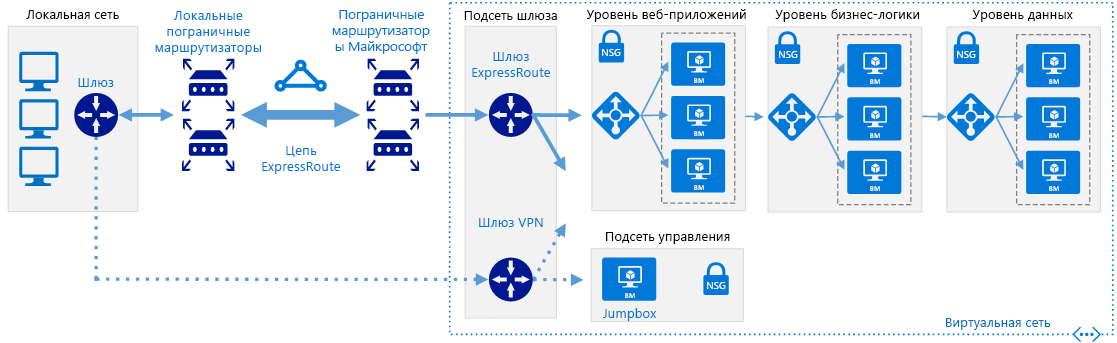 Локальная сеть
Шлюз
Локальные
пограничные
маршрутизаторы
Цепь
ExpressRoute
Пограничные
маршрутизатор
ы Майкрософт
Подсеть шлюза
Шлюз
ExpressRoute
Шлюз VPN
Уровень веб-приложений
NSG
ВМ
ВМ
ВМ
Уровень бизнес-логики
NSG
ВМ
ВМ
ВМ
Уровень данных
NSG
ВМ
ВМ
ВМ
Подсеть управления
ВМ
Jumpbox
NSG
Виртуальная сеть